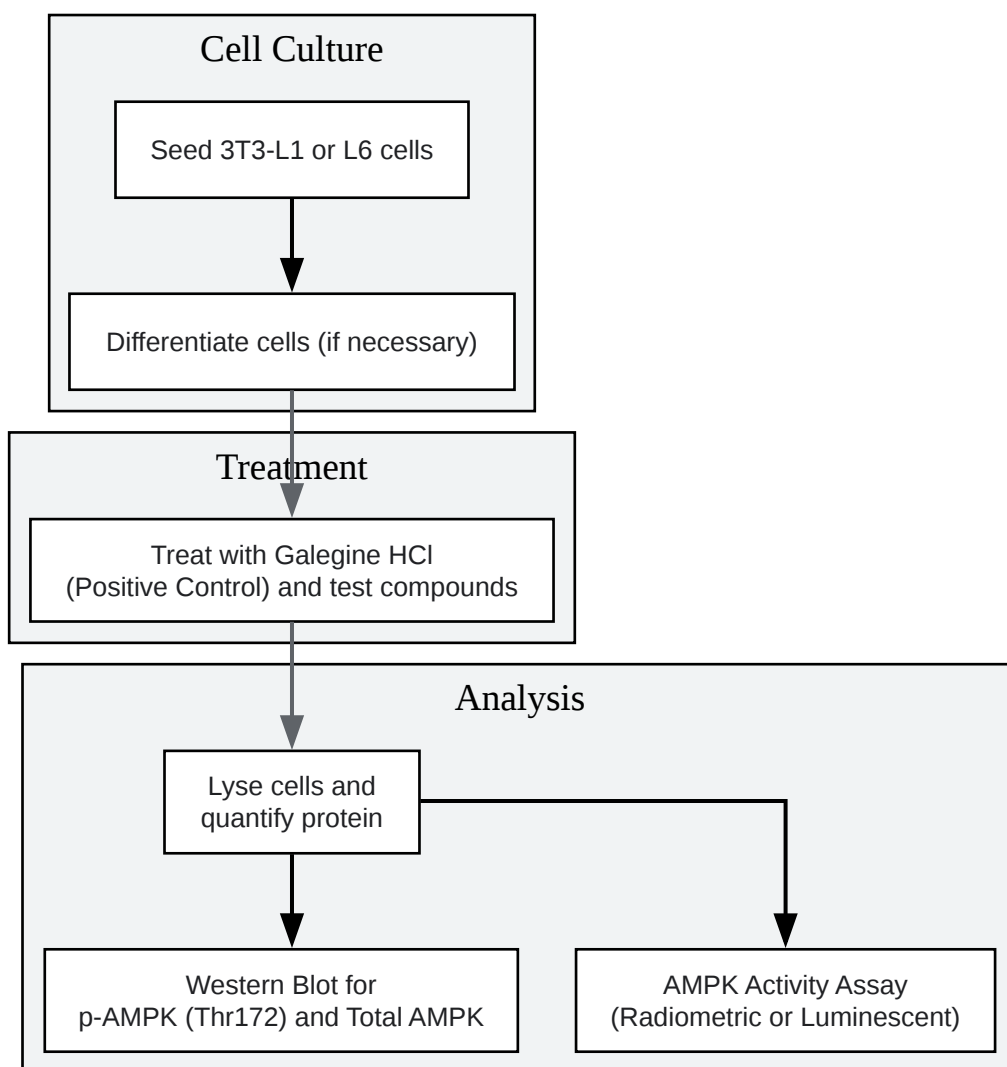 Cell Culture
Seed 3T3-L1 or L6 cells
Differentiate cells (if necessary)
Treatment
Treat with Galegine HCl
(Positive Control) and test compounds
Analysis
Lyse cells and
quantify protein
Western Blot for
p-AMPK (Thr172) and Total AMPK
AMPK Activity Assay
(Radiometric or Luminescent)